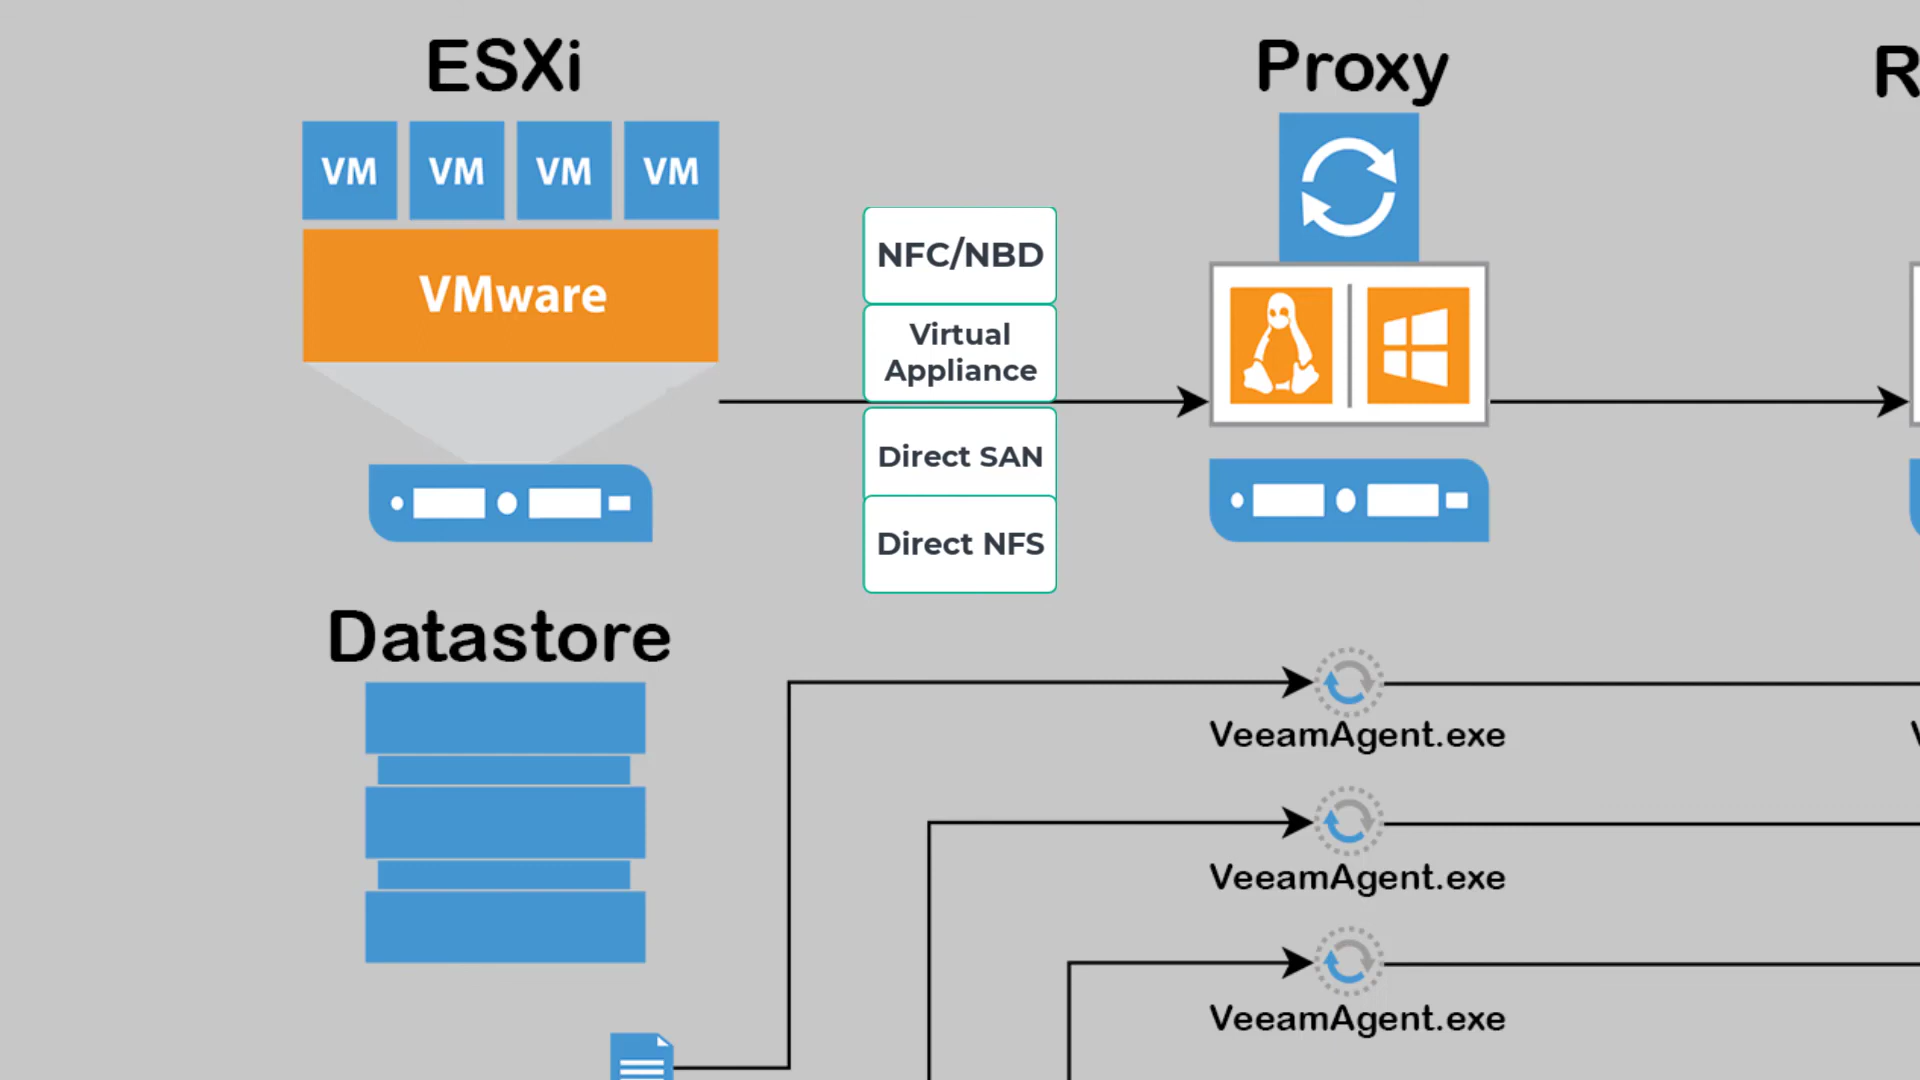 ESXi
Proxy
R
VM VM VM VM
VMware
NFC/NBD
Virtual
Appliance
Direct SAN
Direct NFS
Datastore
VeeamAgent.exe
VeeamAgent.exe
VeeamAgent.exe